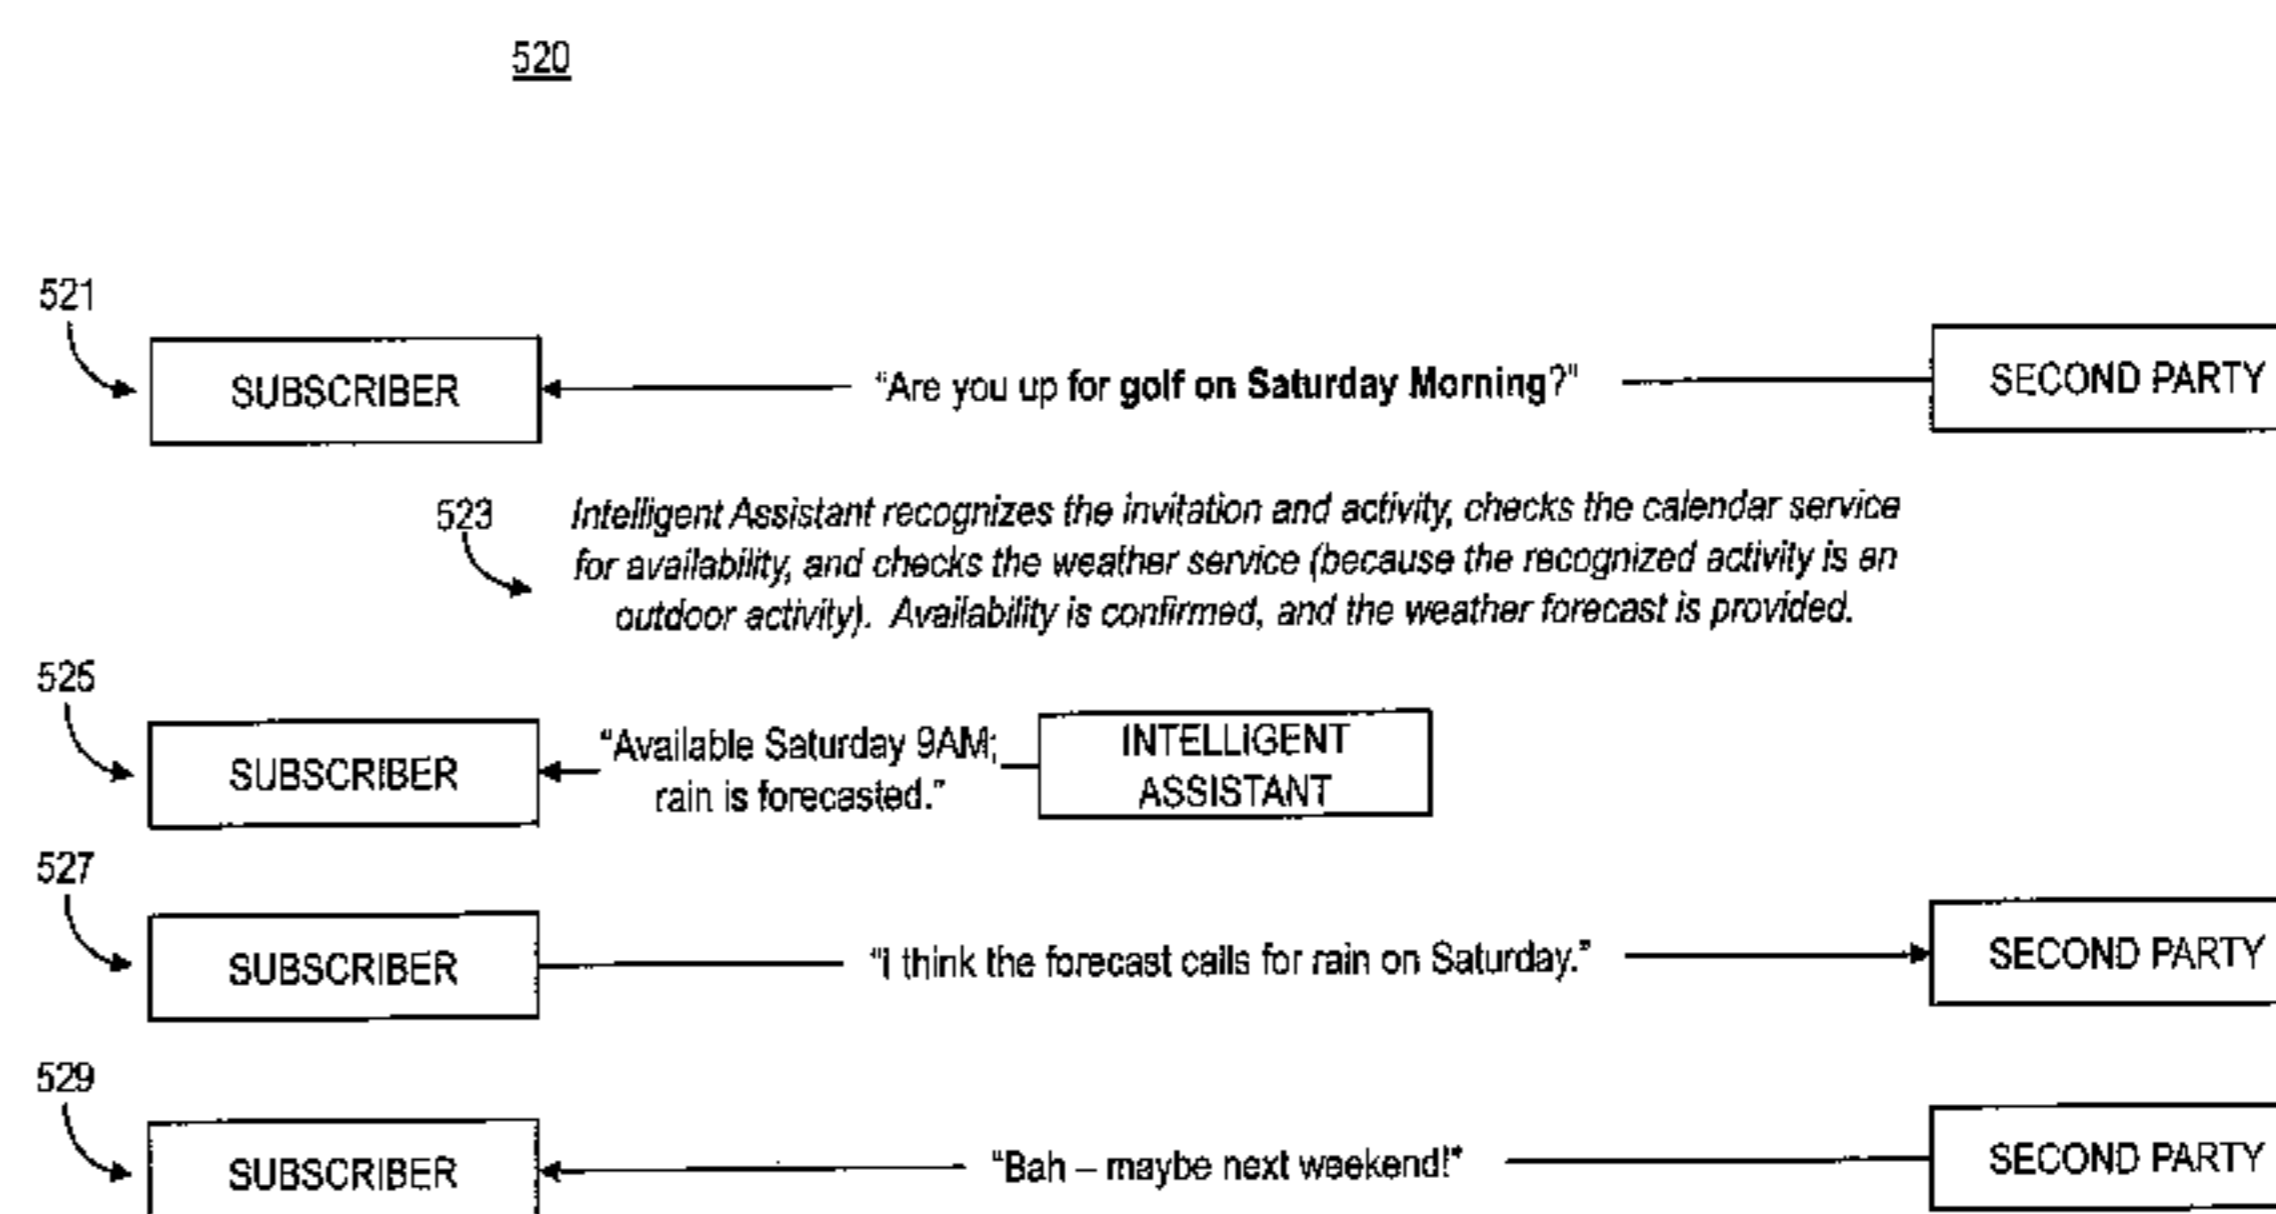 520
521
SUBSCRIBER
"Are you up for golf on Saturday Morning?"
SECOND PARTY
523
Intelligent Assistant recognizes the invitation and activity, checks the calendar service
for availability, and checks the weather service (because the recognized activity is an
outdoor activity). Availability is confirmed, and the weather forecast is provided.
525
SUBSCRIBER
"Available Saturday 9AM;
rain is forecasted."
INTELLIGENT
ASSISTANT
527
SUBSCRIBER
"I think the forecast calls for rain on Saturday."
SECOND PARTY
529
SUBSCRIBER
"Bah – maybe next weekend!"
SECOND PARTY